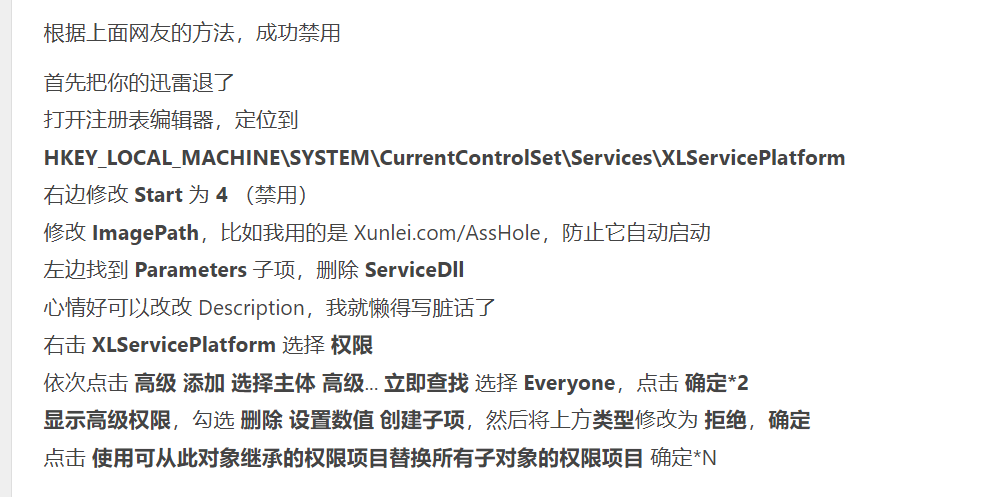 根据上面网友的方法，成功禁用
首先把你的迅雷退了
打开注册表编辑器，定位到
HKEY_LOCAL_MACHINE\SYSTEM\CurrentControlSet\Services\XLServicePlatform
右边修改 Start 为 4 （禁用）
修改 ImagePath，比如我用的是 Xunlei.com/AssHole，防止它自动启动
左边找到 Parameters 子项，删除 ServiceDll
心情好可以改改 Description，我就懒得写脏话了
右击 XLServicePlatform 选择 权限
依次点击 高级 添加 选择主体 高级... 立即查找 选择 Everyone，点击 确定*2
显示高级权限，勾选 删除 设置数值 创建子项，然后将上方类型修改为 拒绝，确定
点击 使用可从此对象继承的权限项目替换所有子对象的权限项目 确定*N